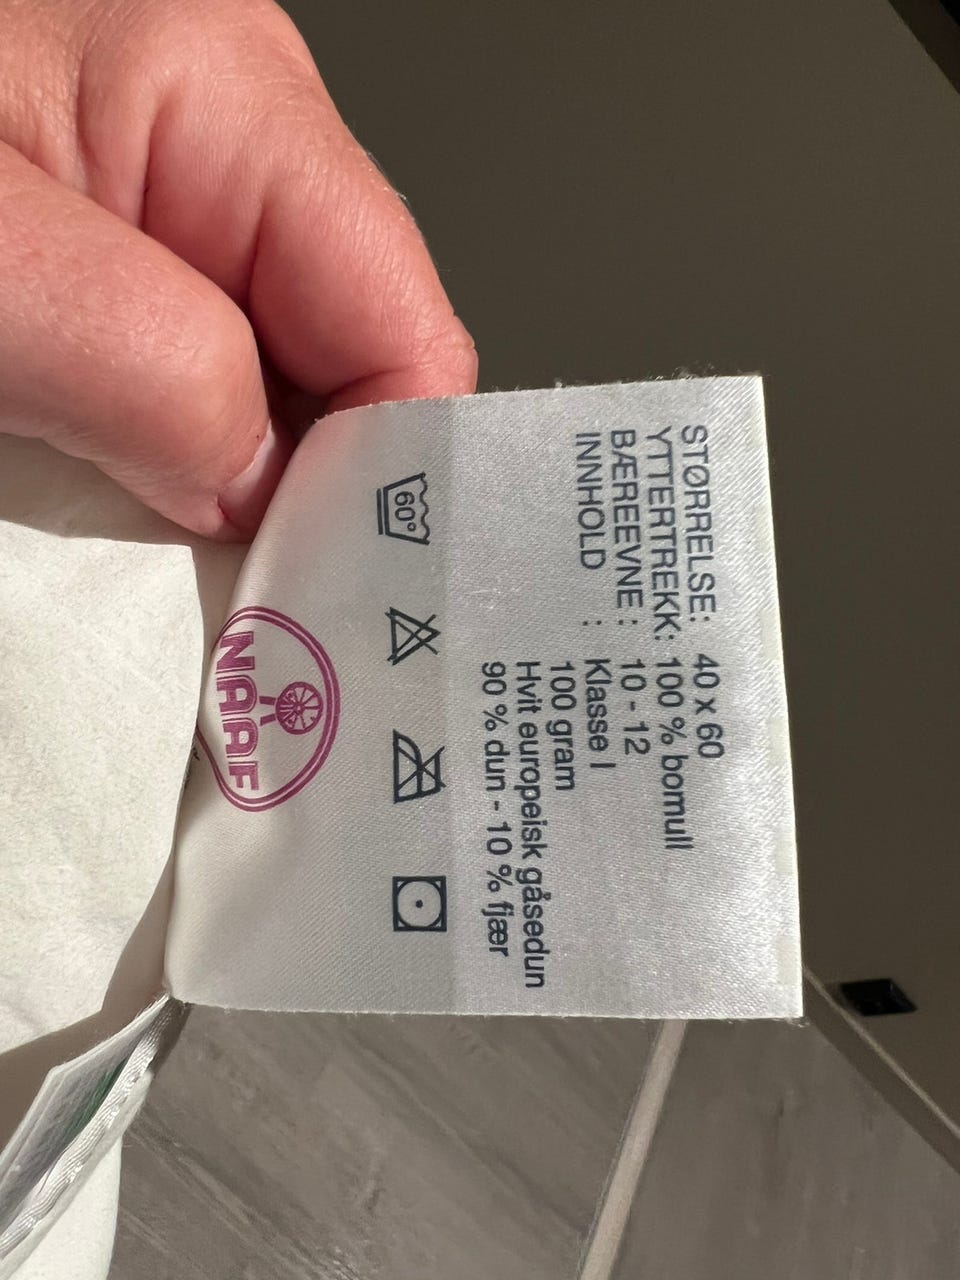 STØRRELSE: 40 x 60
YTTERTREKK: 100 % bomull
BÆREEVNE : 10 - 12
INNHOLD : Klasse I
100 gram
Hvit europeisk gåsedun
90 % dun - 10 % fjær
60°
NAAF